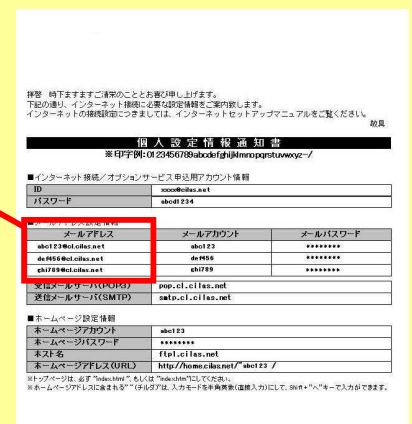 拝啓 時下ますますご清栄のこととお喜び申し上げます。
下記の通り、インターネット接続に必要な設定情報をご案内致します。
インターネットの接続設定につきましては、インターネットセットアップマニュアルをご覧ください。
敬具
個人設定情報通知書
※印字例:0123456789abcdefghijklmnopqrstuvwxyz-/
■インターネット接続/オプションサービス申込用アカウント情報
ID xxxx@cilas.net
パスワード abcd1234
メールアドレス メールアカウント メールパスワード
abc123@cl.cilas.net abc123 ********
def456@cl.cilas.net def456 ********
ghi789@cl.cilas.net ghi789 ********
受信メールサーバ(POP3) pop.cl.cilas.net
送信メールサーバ(SMTP) smtp.cl.cilas.net
■ホームページ設定情報
ホームページアカウント abc123
ホームページパスワード ********
ホスト名 ftp1.cilas.net
ホームページアドレス(URL) http://home.cilas.net/~abc123 /
※トップページは、必ず "index.html "、もしくは "index.htm"にしてください。
※ホームページアドレスに含まれる"~(チルダ)"は、入力モードを半角英数(直接入力)にして、Shift+"へ"キーで入力ができます。